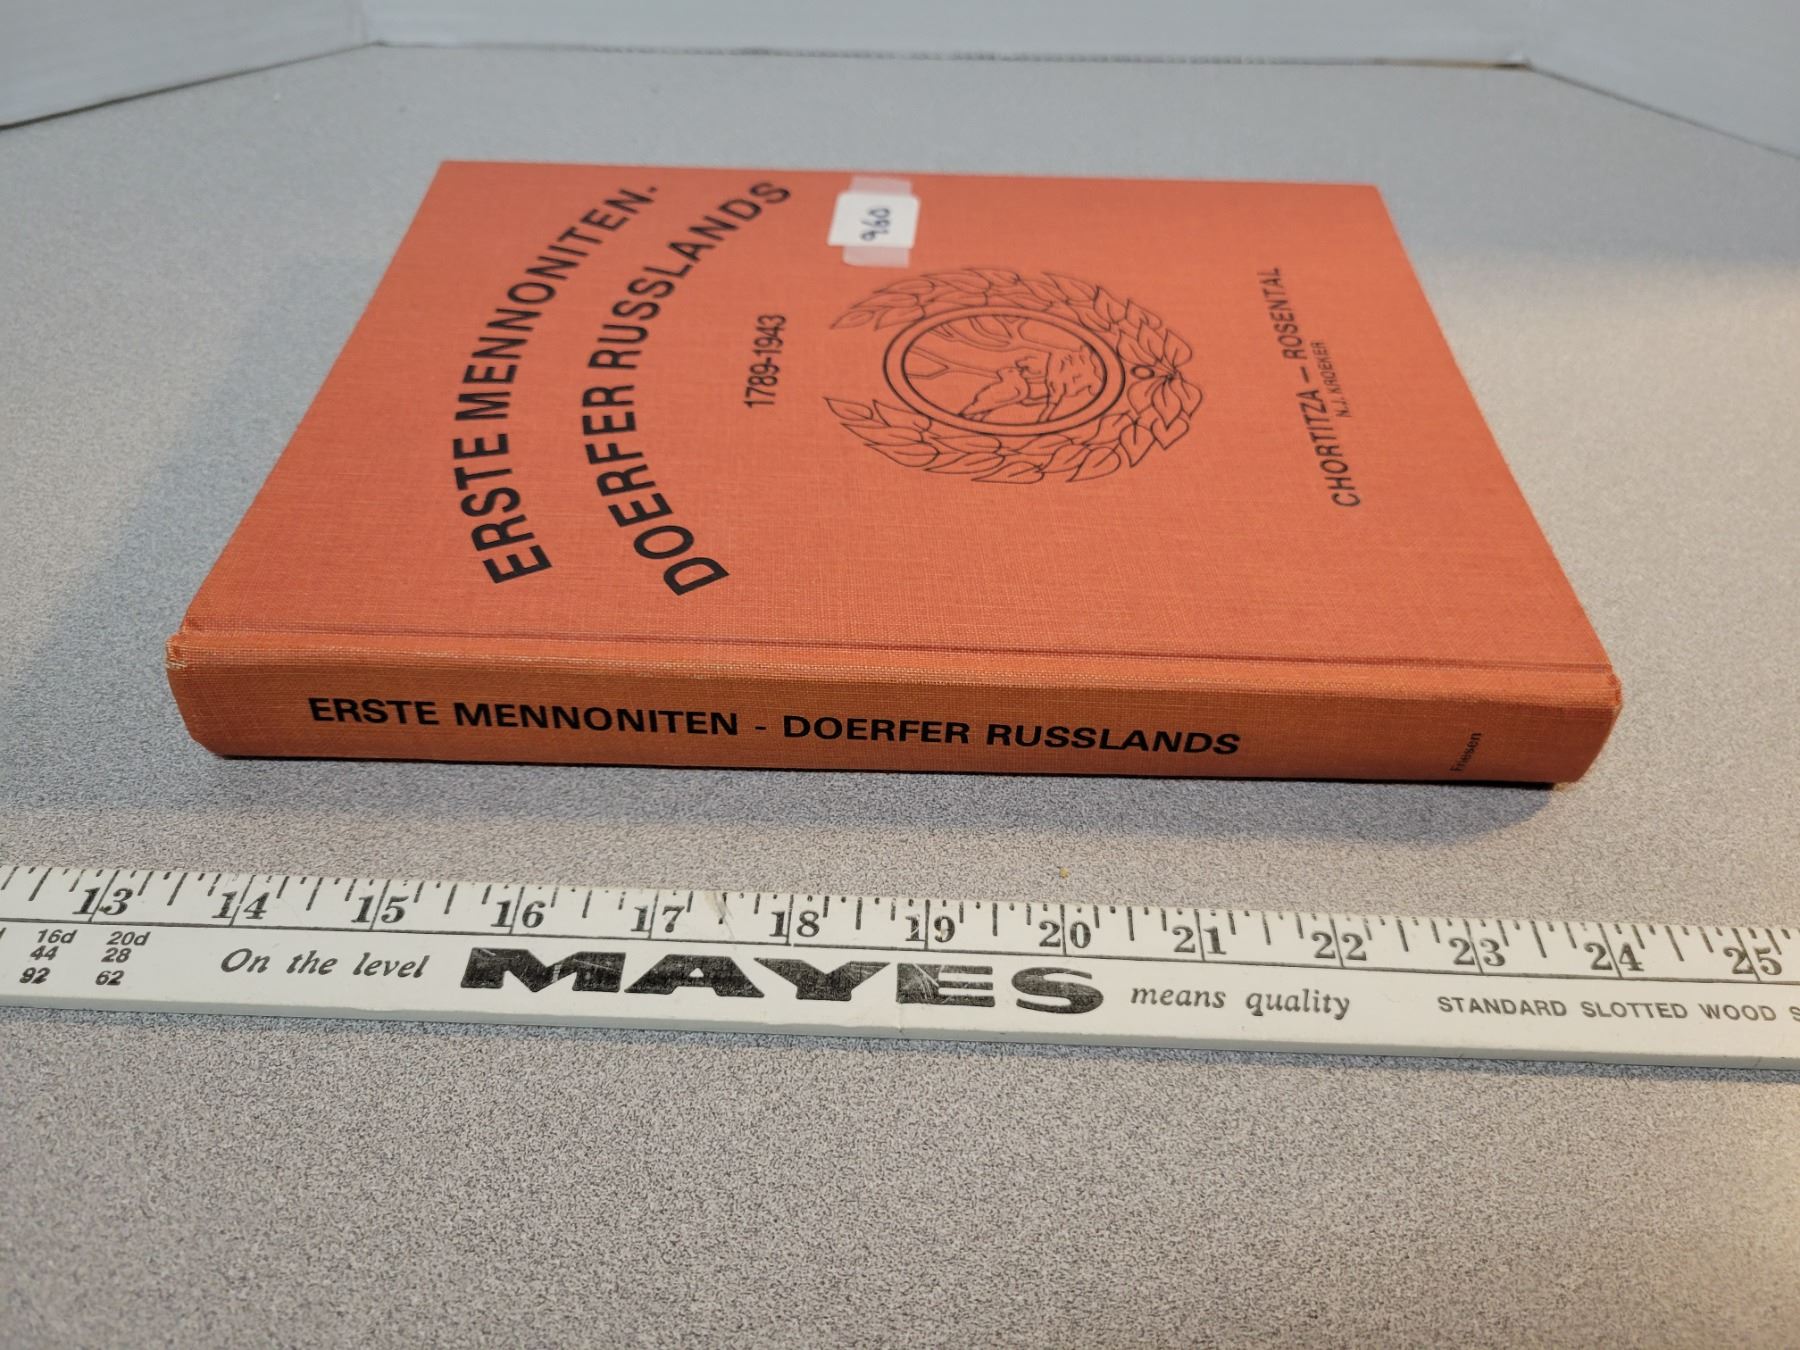 ERSTE MENNONITEN.
DOERFER RUSSLANDS
1789-1943
960
CHORTITZA — ROSENTAL
N.J. KROEKER
ERSTE MENNONITEN - DOERFER RUSSLANDS
Friesen
13 14 15 16 17 18 19 20 21 22 23 24 25
16d 20d
44 28
92 62
On the level MAYES means quality
STANDARD SLOTTED WOOD S